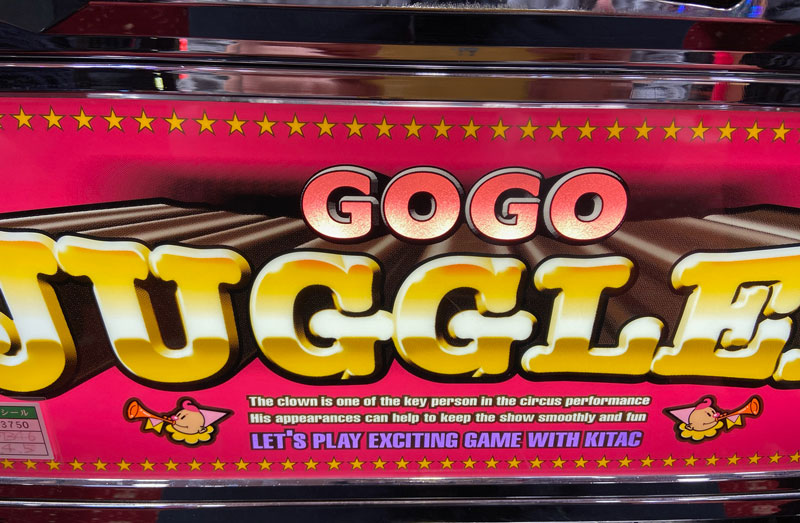 GOGO
JUGGLE
The clown is one of the key person in the circus performance
His appearances can help to keep the show smoothly and fun
LET'S PLAY EXCITING GAME WITH KITAC
シール
3750